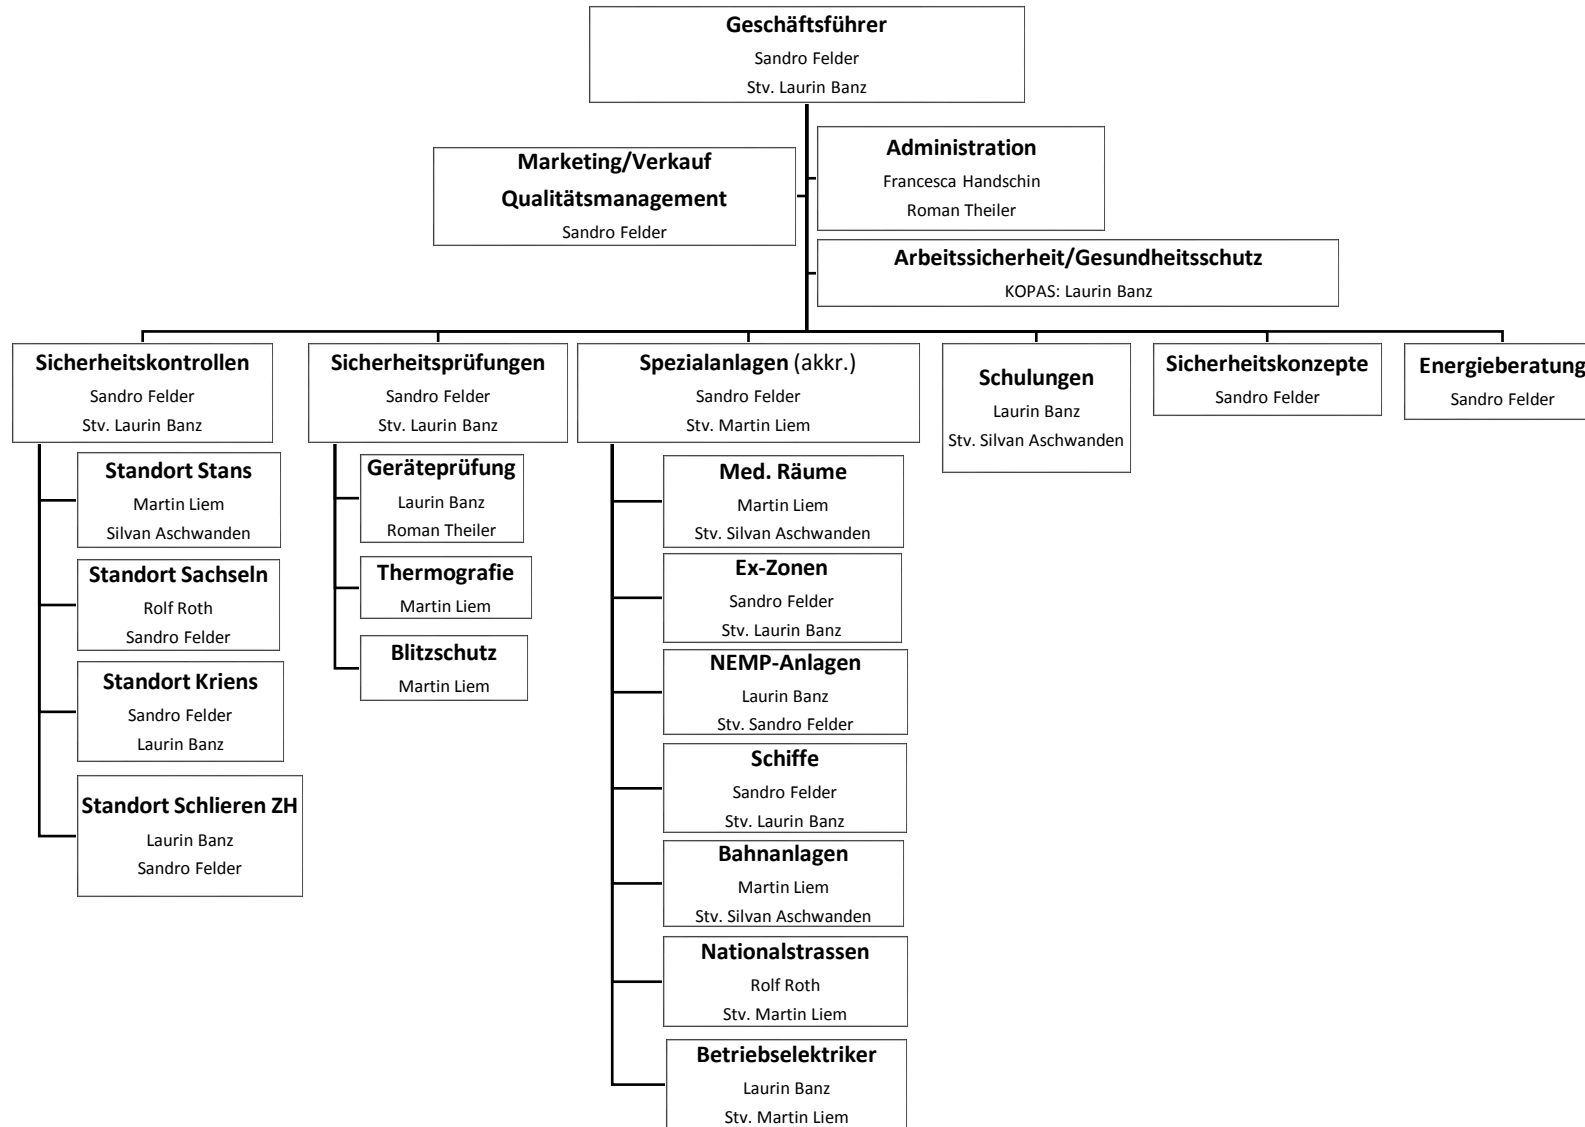 Geschäftsführer
Sandro Felder
Stv. Laurin Banz
Marketing/Verkauf
Qualitätsmanagement
Sandro Felder
Administration
Francesca Handschin
Roman Theiler
Arbeitssicherheit/Gesundheitsschutz
KOPAS: Laurin Banz
Sicherheitskontrollen
Sandro Felder
Stv. Laurin Banz
Standort Stans
Martin Liem
Silvan Aschwanden
Standort Sachseln
Rolf Roth
Sandro Felder
Standort Kriens
Sandro Felder
Laurin Banz
Standort Schlieren ZH
Laurin Banz
Sandro Felder
Sicherheitsprüfungen
Sandro Felder
Stv. Laurin Banz
Geräteprüfung
Laurin Banz
Roman Theiler
Thermografie
Martin Liem
Blitzschutz
Martin Liem
Spezialanlagen (akkr.)
Sandro Felder
Stv. Martin Liem
Med. Räume
Martin Liem
Stv. Silvan Aschwanden
Ex-Zonen
Sandro Felder
Stv. Laurin Banz
NEMP-Anlagen
Laurin Banz
Stv. Sandro Felder
Schiffe
Sandro Felder
Stv. Laurin Banz
Bahnanlagen
Martin Liem
Stv. Silvan Aschwanden
Nationalstrassen
Rolf Roth
Stv. Martin Liem
Betriebselektriker
Laurin Banz
Stv. Martin Liem
Schulungen
Laurin Banz
Stv. Silvan Aschwanden
Sicherheitskonzepte
Sandro Felder
Energieberatung
Sandro Felder